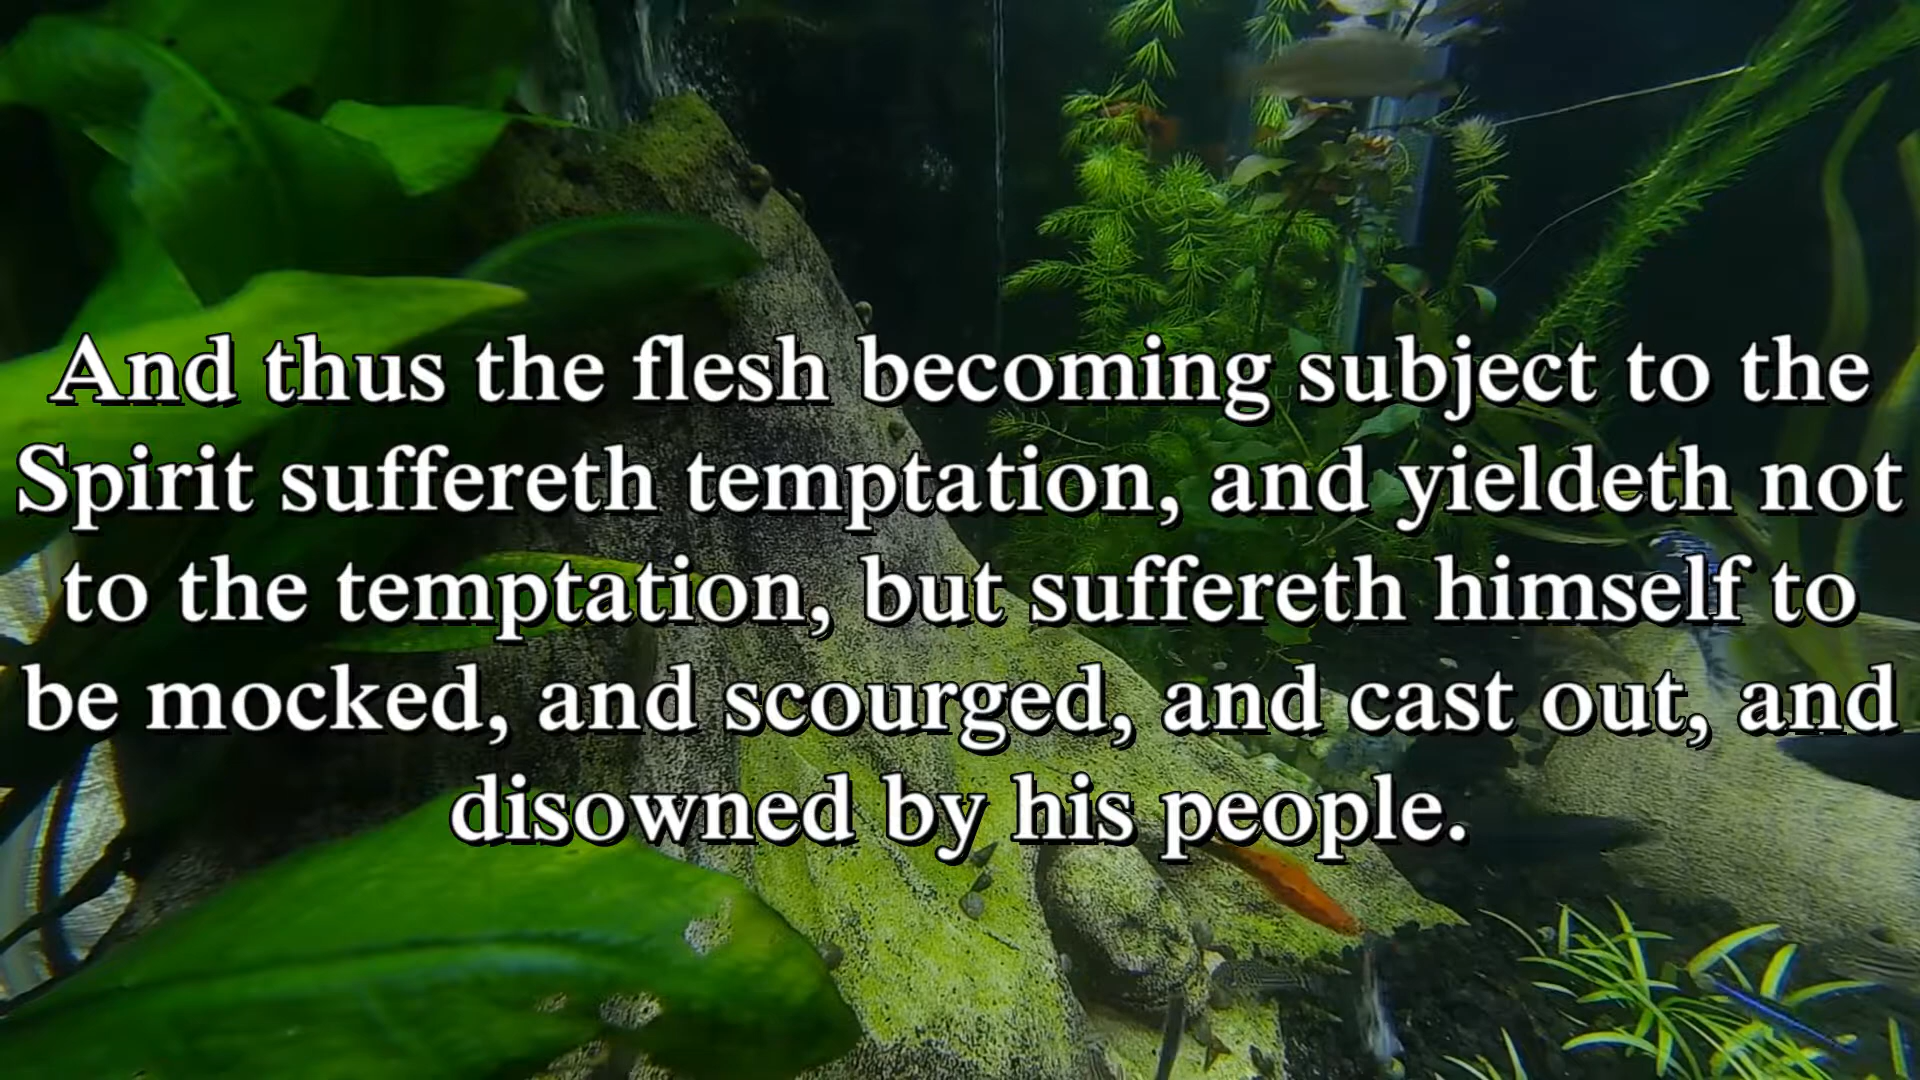 And thus the flesh becoming subject to the
Spirit suffereth temptation, and yieldeth not
to the temptation, but suffereth himself to
be mocked, and scourged, and cast out, and
disowned by his people.